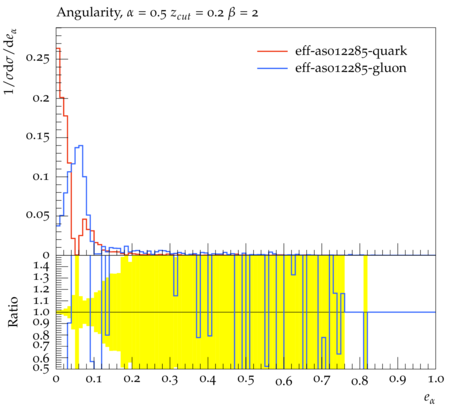 Angularity, α = 0.5 z_cut = 0.2 β = 2
eff-as012285-quark
eff-as012285-gluon
1/σdσ/de_α
0.25
0.2
0.15
0.1
0.05
0
Ratio
1.4
1.3
1.2
1.1
1.0
0.9
0.8
0.7
0.6
0.5
0 0.1 0.2 0.3 0.4 0.5 0.6 0.7 0.8 0.9 1.0
e_α